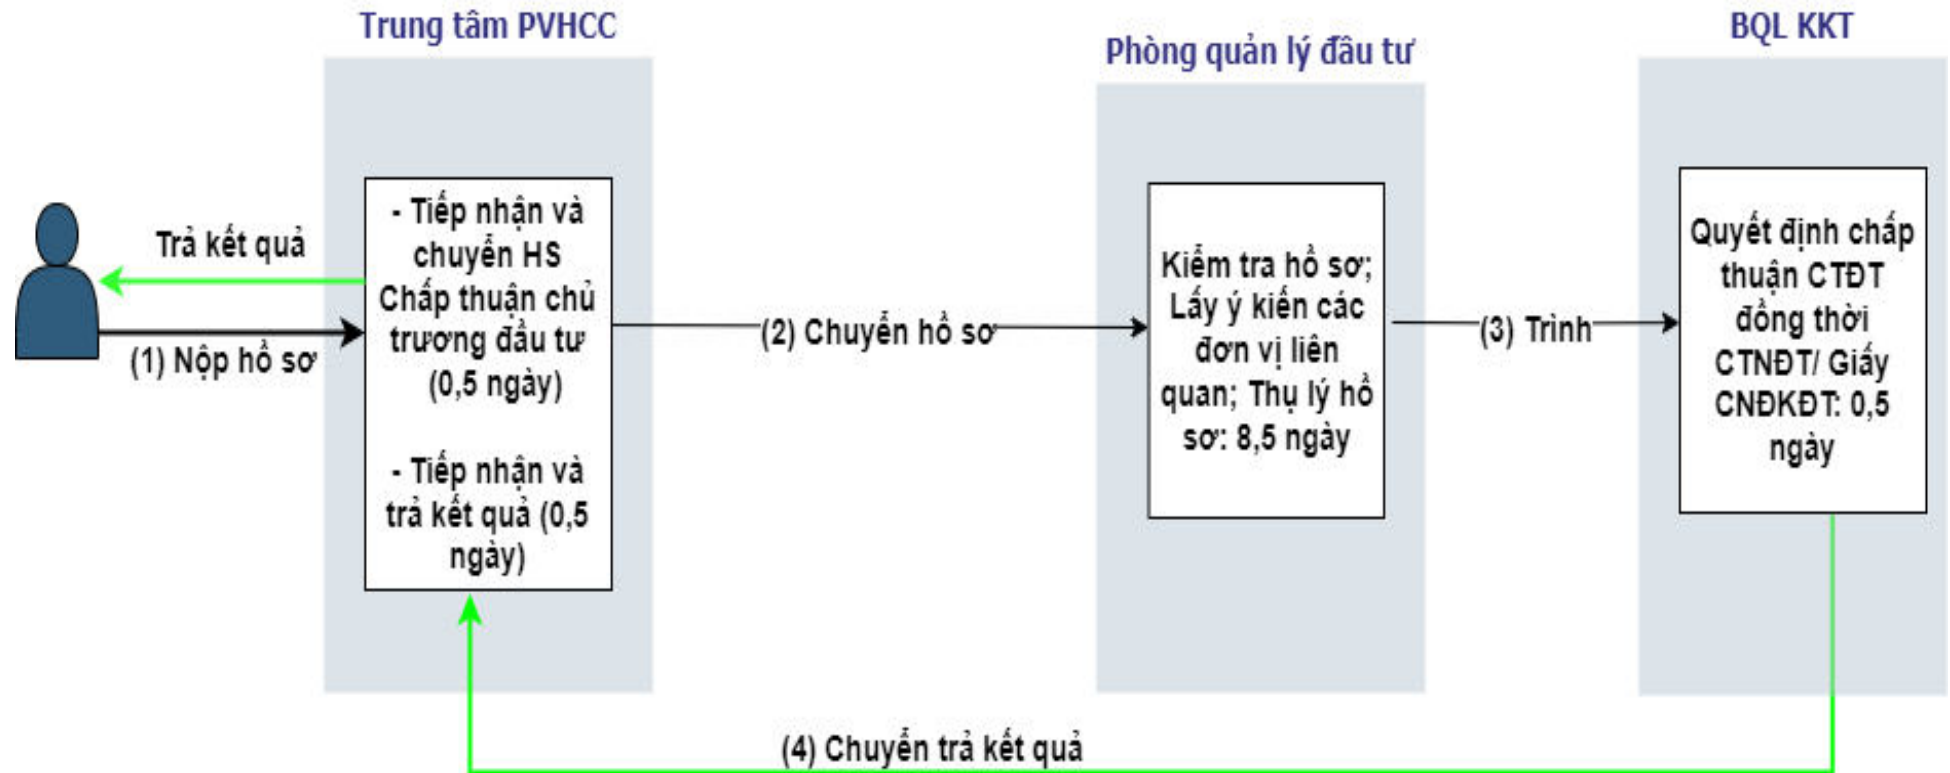 Trung tâm PVHCC
Phòng quản lý đầu tư
BQL KKT
Trả kết quả
(1) Nộp hồ sơ
- Tiếp nhận và
chuyển HS
Chấp thuận chủ
trương đầu tư
(0,5 ngày)
- Tiếp nhận và
trả kết quả (0,5
ngày)
(2) Chuyển hồ sơ
Kiểm tra hồ sơ;
Lấy ý kiến các
đơn vị liên
quan; Thụ lý hồ
sơ: 8,5 ngày
(3) Trình
Quyết định chấp
thuận CTĐT
đồng thời
CTNĐT/ Giấy
CNĐKĐT: 0,5
ngày
(4) Chuyển trả kết quả